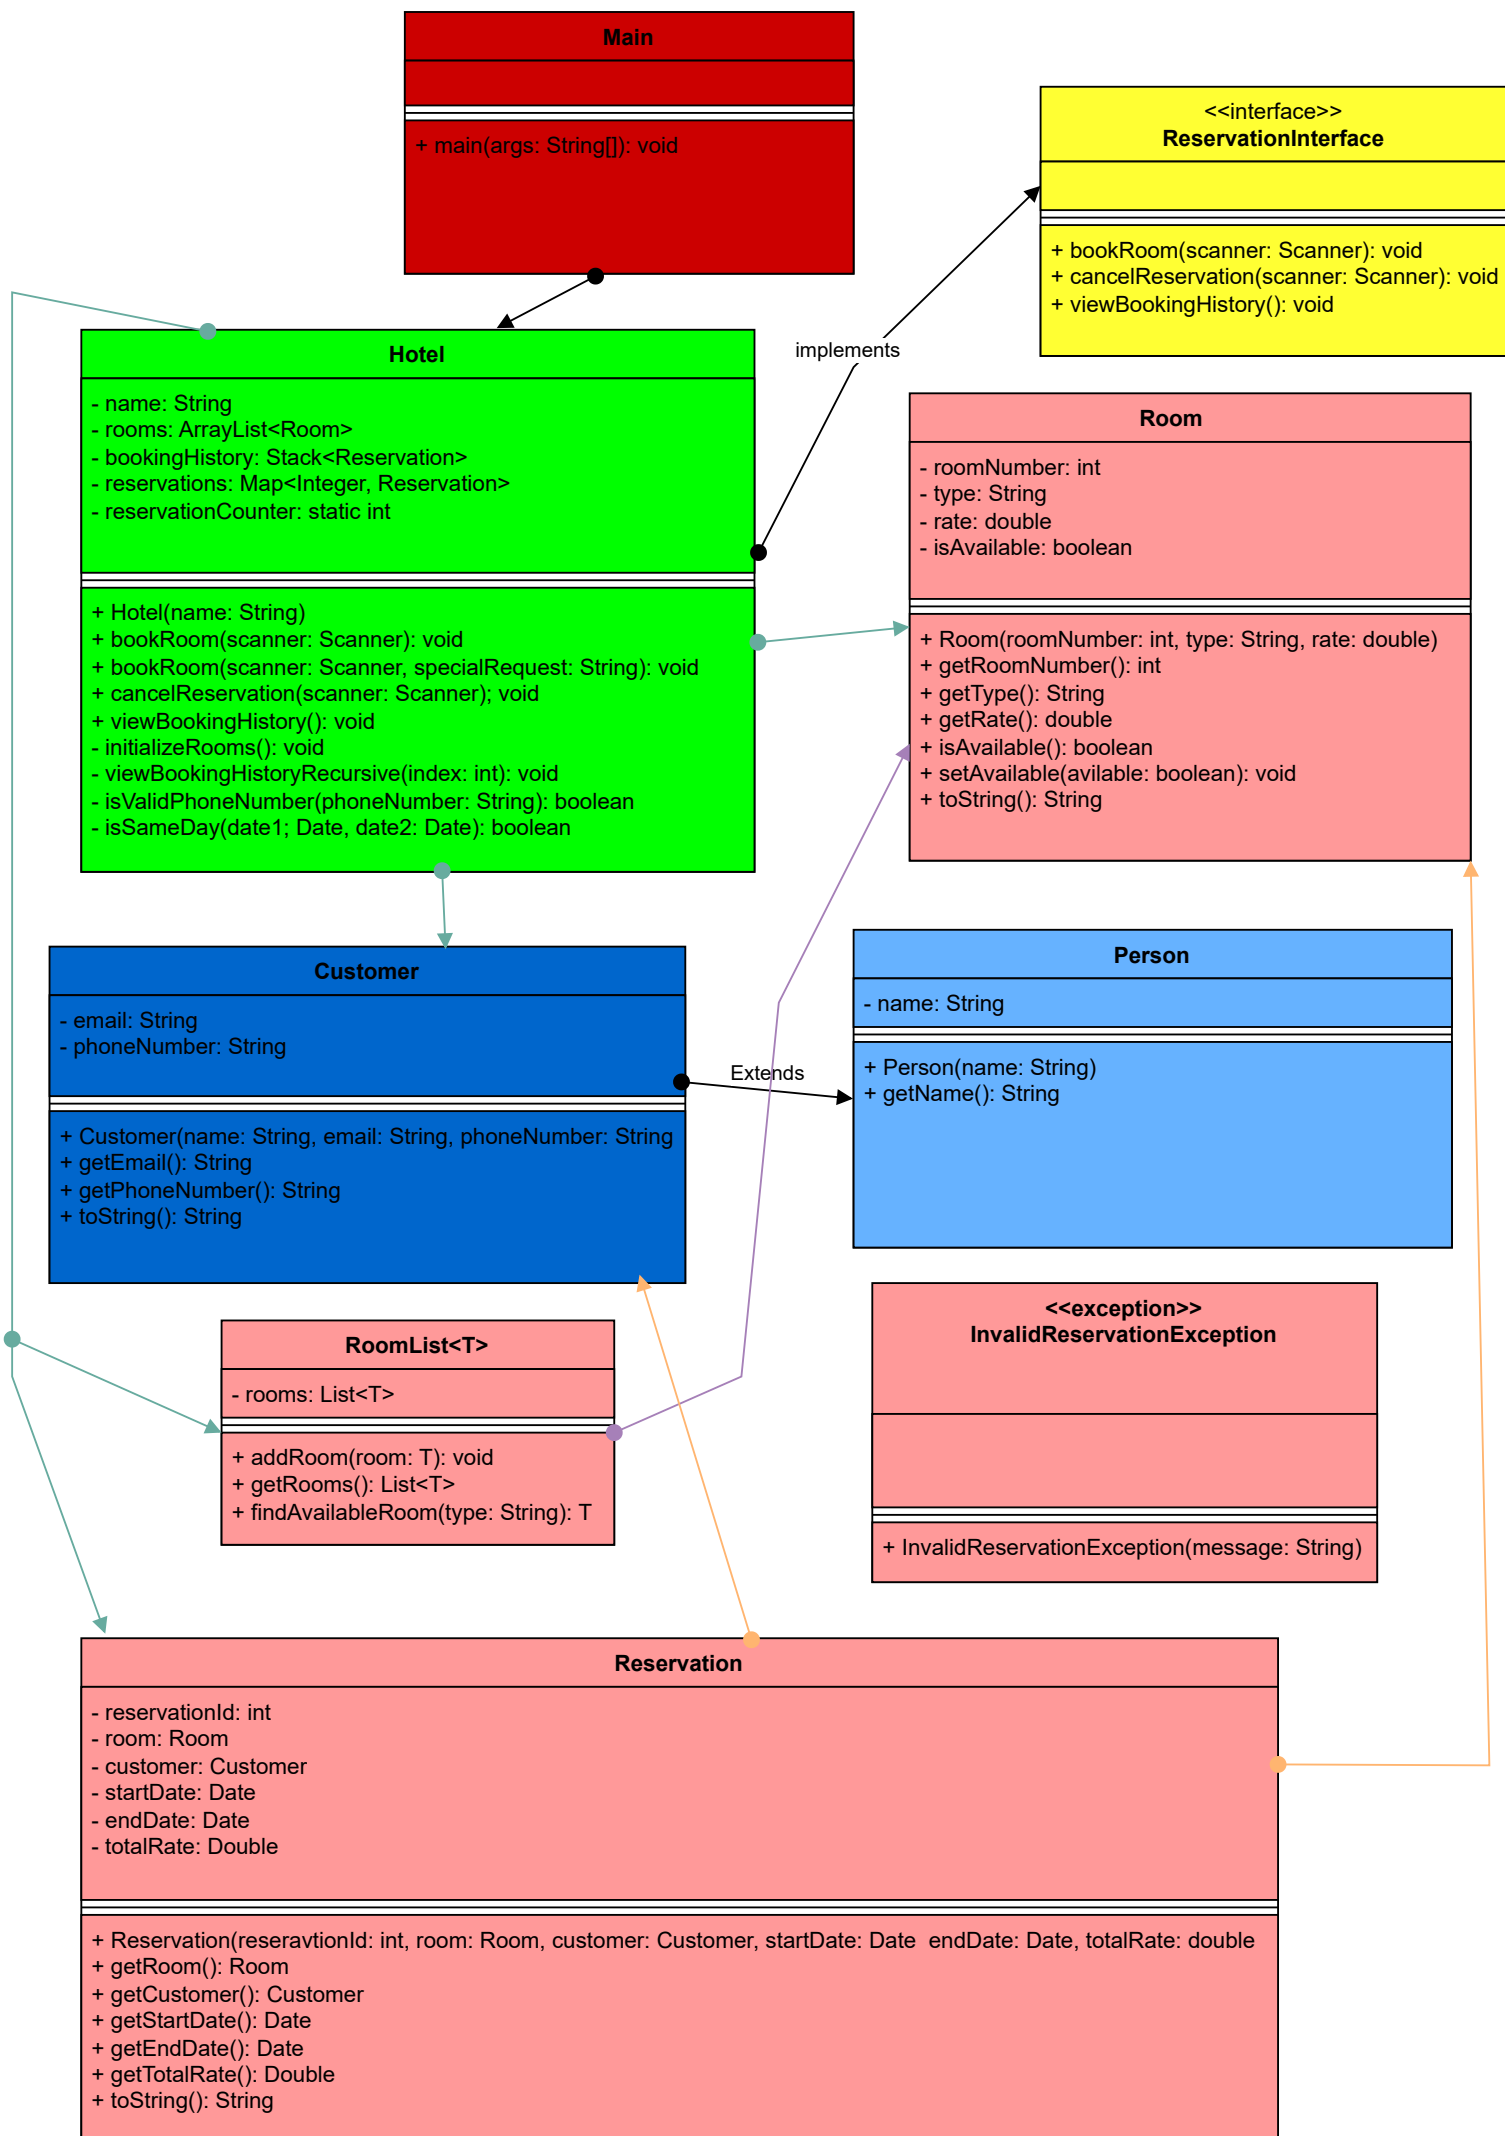 Main
+ main(args: String[]): void
<<interface>>
ReservationInterface
+ bookRoom(scanner: Scanner): void
+ cancelReservation(scanner: Scanner): void
+ viewBookingHistory(): void
implements
Hotel
- name: String
- rooms: ArrayList<Room>
- bookingHistory: Stack<Reservation>
- reservations: Map<Integer, Reservation>
- reservationCounter: static int
+ Hotel(name: String)
+ bookRoom(scanner: Scanner): void
+ bookRoom(scanner: Scanner, specialRequest: String): void
+ cancelReservation(scanner: Scanner); void
+ viewBookingHistory(): void
- initializeRooms(): void
- viewBookingHistoryRecursive(index: int): void
- isValidPhoneNumber(phoneNumber: String): boolean
- isSameDay(date1; Date, date2: Date): boolean
Room
- roomNumber: int
- type: String
- rate: double
- isAvailable: boolean
+ Room(roomNumber: int, type: String, rate: double)
+ getRoomNumber(): int
+ getType(): String
+ getRate(): double
+ isAvailable(): boolean
+ setAvailable(avilable: boolean): void
+ toString(): String
Customer
- email: String
- phoneNumber: String
+ Customer(name: String, email: String, phoneNumber: String
+ getEmail(): String
+ getPhoneNumber(): String
+ toString(): String
Extends
Person
- name: String
+ Person(name: String)
+ getName(): String
RoomList<T>
- rooms: List<T>
+ addRoom(room: T): void
+ getRooms(): List<T>
+ findAvailableRoom(type: String): T
<<exception>>
InvalidReservationException
+ InvalidReservationException(message: String)
Reservation
- reservationId: int
- room: Room
- customer: Customer
- startDate: Date
- endDate: Date
- totalRate: Double
+ Reservation(reseravtionId: int, room: Room, customer: Customer, startDate: Date  endDate: Date, totalRate: double
+ getRoom(): Room
+ getCustomer(): Customer
+ getStartDate(): Date
+ getEndDate(): Date
+ getTotalRate(): Double
+ toString(): String